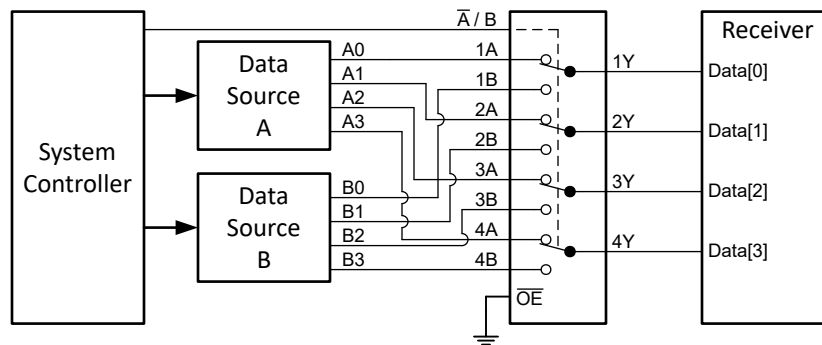 System
Controller
Data
Source
A
Data
Source
B
A0
A1
A2
A3
B0
B1
B2
B3
A / B
1A
1B
2A
2B
3A
3B
4A
4B
OE
1Y
2Y
3Y
4Y
Receiver
Data[0]
Data[1]
Data[2]
Data[3]